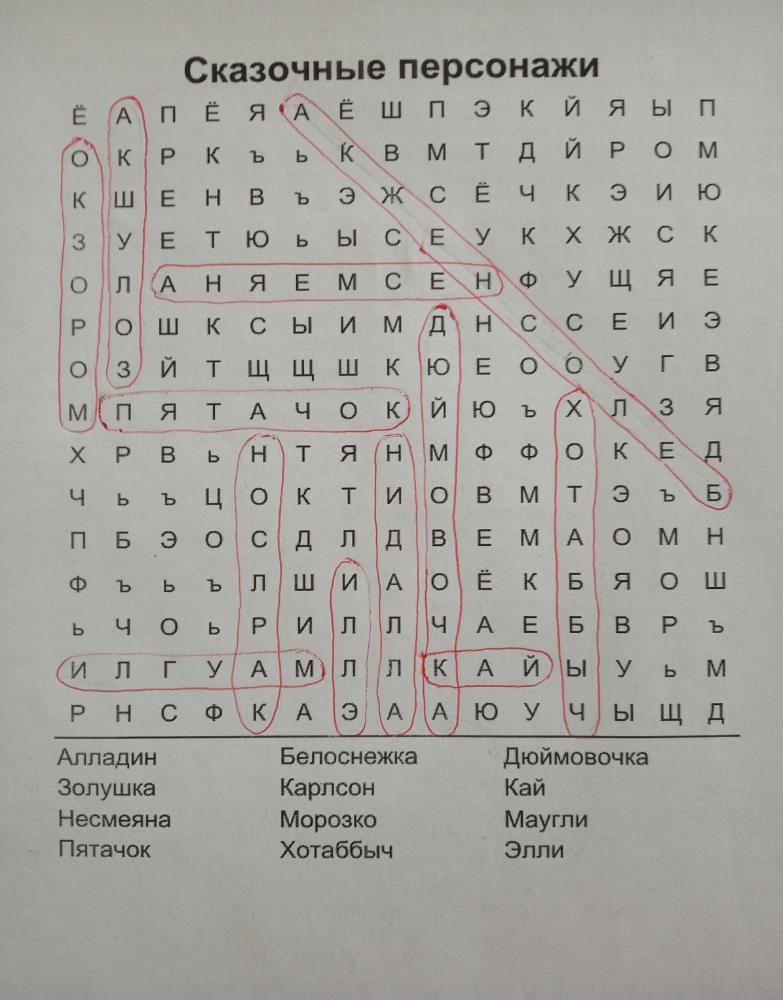 Сказочные персонажи
Ё А П Ё Я А Ё Ш П Э К Й Я Ы П
О К Р К ъ ь К В М Т Д Й Р О М
К Ш Е Н В ъ Э Ж С Ё Ч К Э И Ю
З У Е Т Ю ь Ы С Е У К Х Ж С К
О Л А Н Я Е М С Е Н Ф У Щ Я Е
Р О Ш К С Ы И М Д Н С С Е И Э
О З Й Т Щ Щ Ш К Ю Е О О У Г В
М П Я Т А Ч О К Й Ю ъ Х Л З Я
Х Р В ь Н Т Я Н М Ф Ф О К Е Д
Ч ь ъ Ц О К Т И О В М Т Э ъ Б
П Б Э О С Д Л Д В Е М А О М Н
Ф ъ ь ъ Л Ш И А О Ё К Б Я О Ш
ь Ч О ь Р И Л Л Ч А Е Б В Р ъ
И Л Г У А М Л Л К А Й Ы У ь М
Р Н С Ф К А Э А А Ю У Ч Ы Щ Д
Алладин Белоснежка Дюймовочка
Золушка Карлсон Кай
Несмеяна Морозко Маугли
Пятачок Хотаббыч Элли